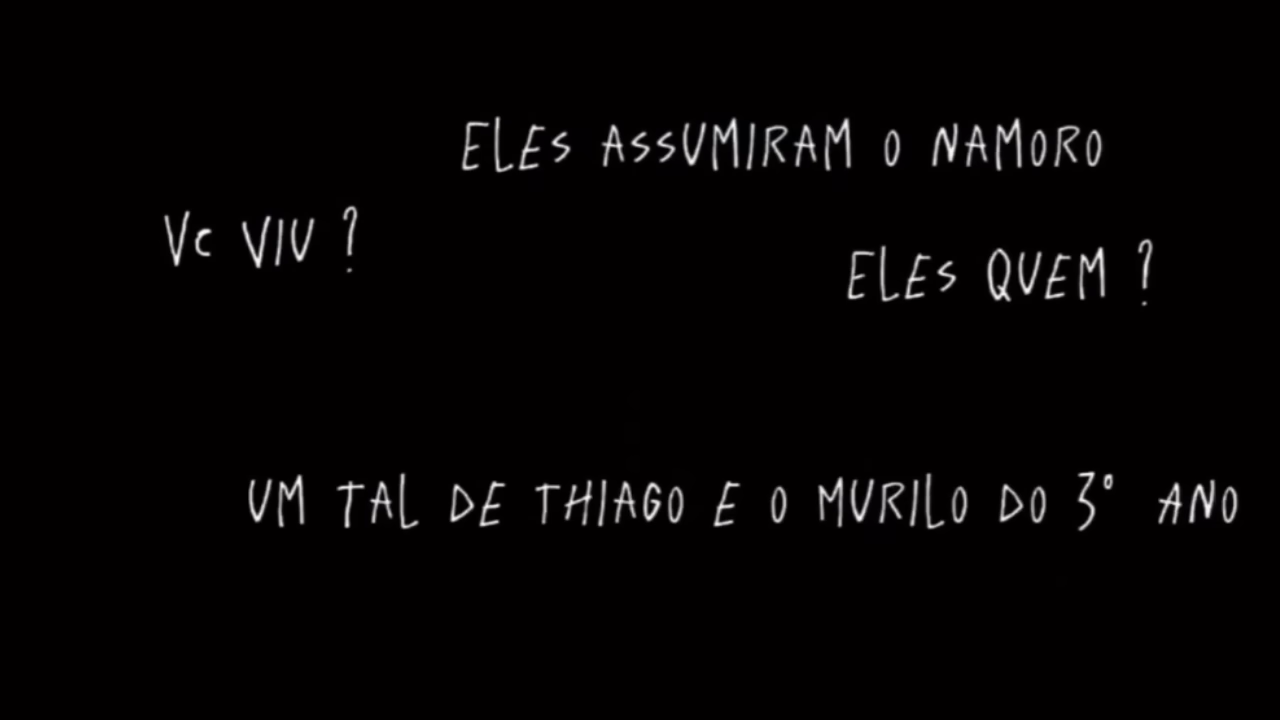 VC VIU ?
ELES ASSUMIRAM O NAMORO
ELES QUEM ?
UM TAL DE THIAGO E O MURILO DO 3° ANO